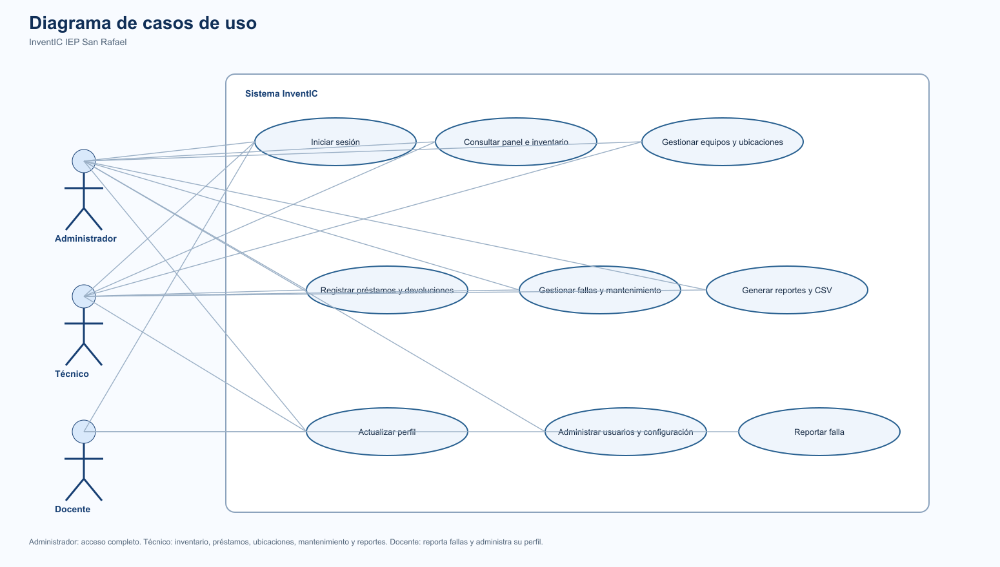 Diagrama de casos de uso
InventIC IEP San Rafael
Sistema InventIC
Iniciar sesión
Consultar panel e inventario
Gestionar equipos y ubicaciones
Administrador
Registrar préstamos y devoluciones
Gestionar fallas y mantenimiento
Generar reportes y CSV
Técnico
Actualizar perfil
Administrar usuarios y configuración
Reportar falla
Docente
Administrador: acceso completo. Técnico: inventario, préstamos, ubicaciones, mantenimiento y reportes. Docente: reporta fallas y administra su perfil.